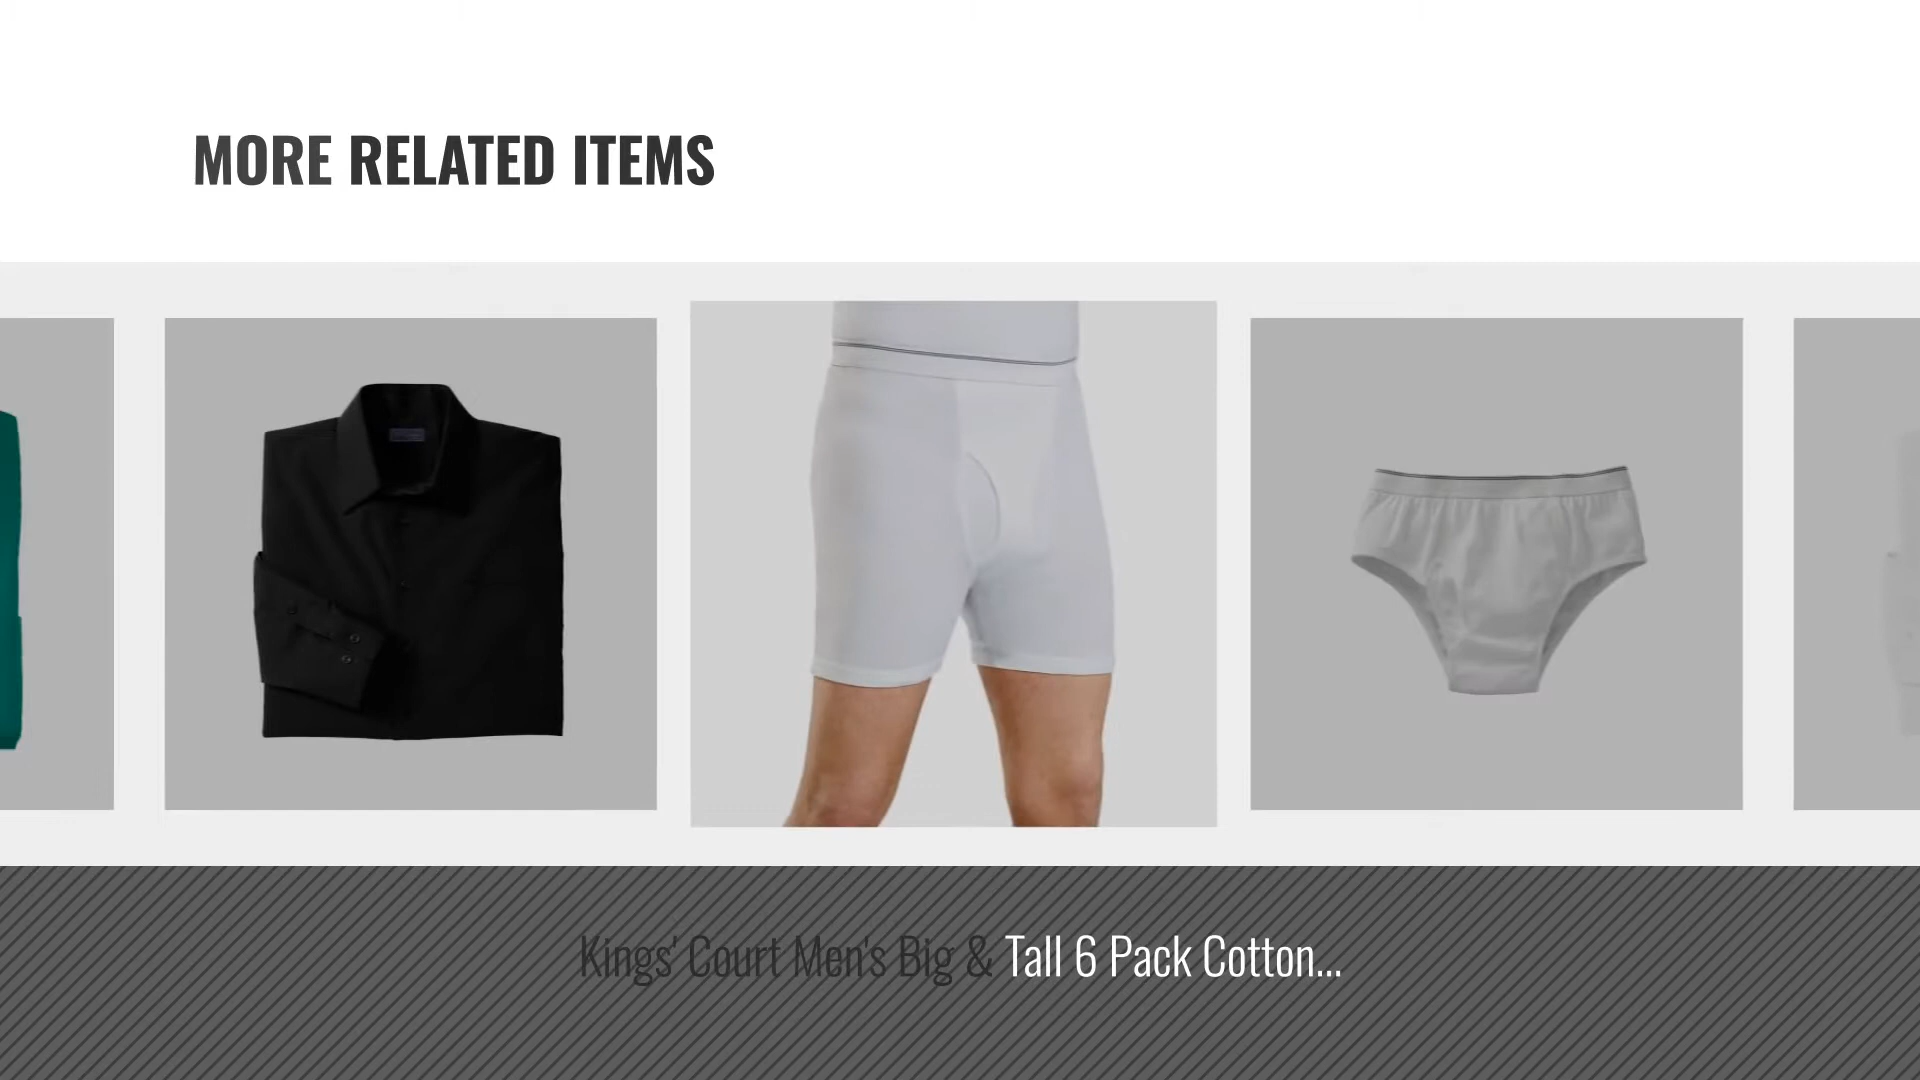 MORE RELATED ITEMS
Kings' Court Men's Big & Tall 6 Pack Cotton...